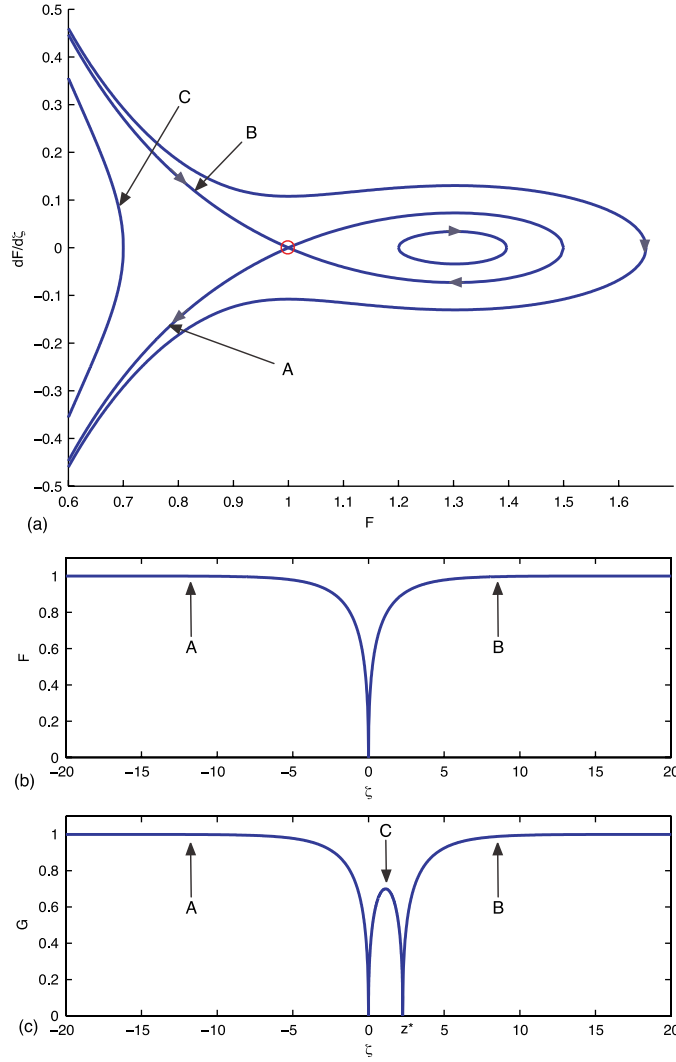 0.5
0.4
0.3
0.2
0.1
0
−0.1
−0.2
−0.3
−0.4
−0.5
dF/dζ
C
B
A
0.6 0.7 0.8 0.9 1 1.1 1.2 1.3 1.4 1.5 1.6
F
(a)
1
0.8
0.6
0.4
0.2
0
F
A
B
−20 −15 −10 −5 0 5 10 15 20
ζ
(b)
1
0.8
0.6
0.4
0.2
0
G
C
A
B
−20 −15 −10 −5 0 z* 5 10 15 20
ζ
(c)